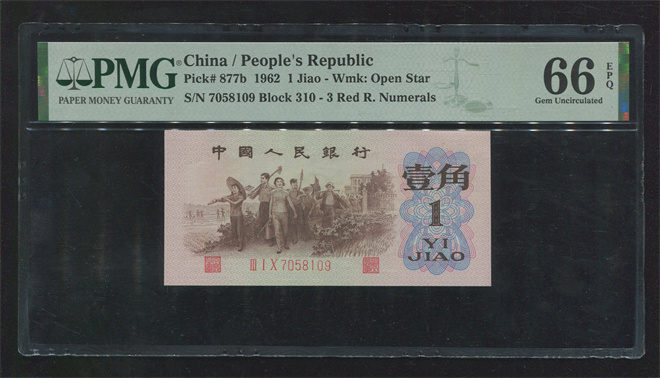 PMG®
PAPER MONEY GUARANTY
China / People's Republic
Pick# 877b 1962 1 Jiao - Wmk: Open Star
S/N 7058109 Block 310 - 3 Red R. Numerals
66 EPQ
Gem Uncirculated
中國人民銀行
壹角
1
YI
JIAO
III I X 7058109